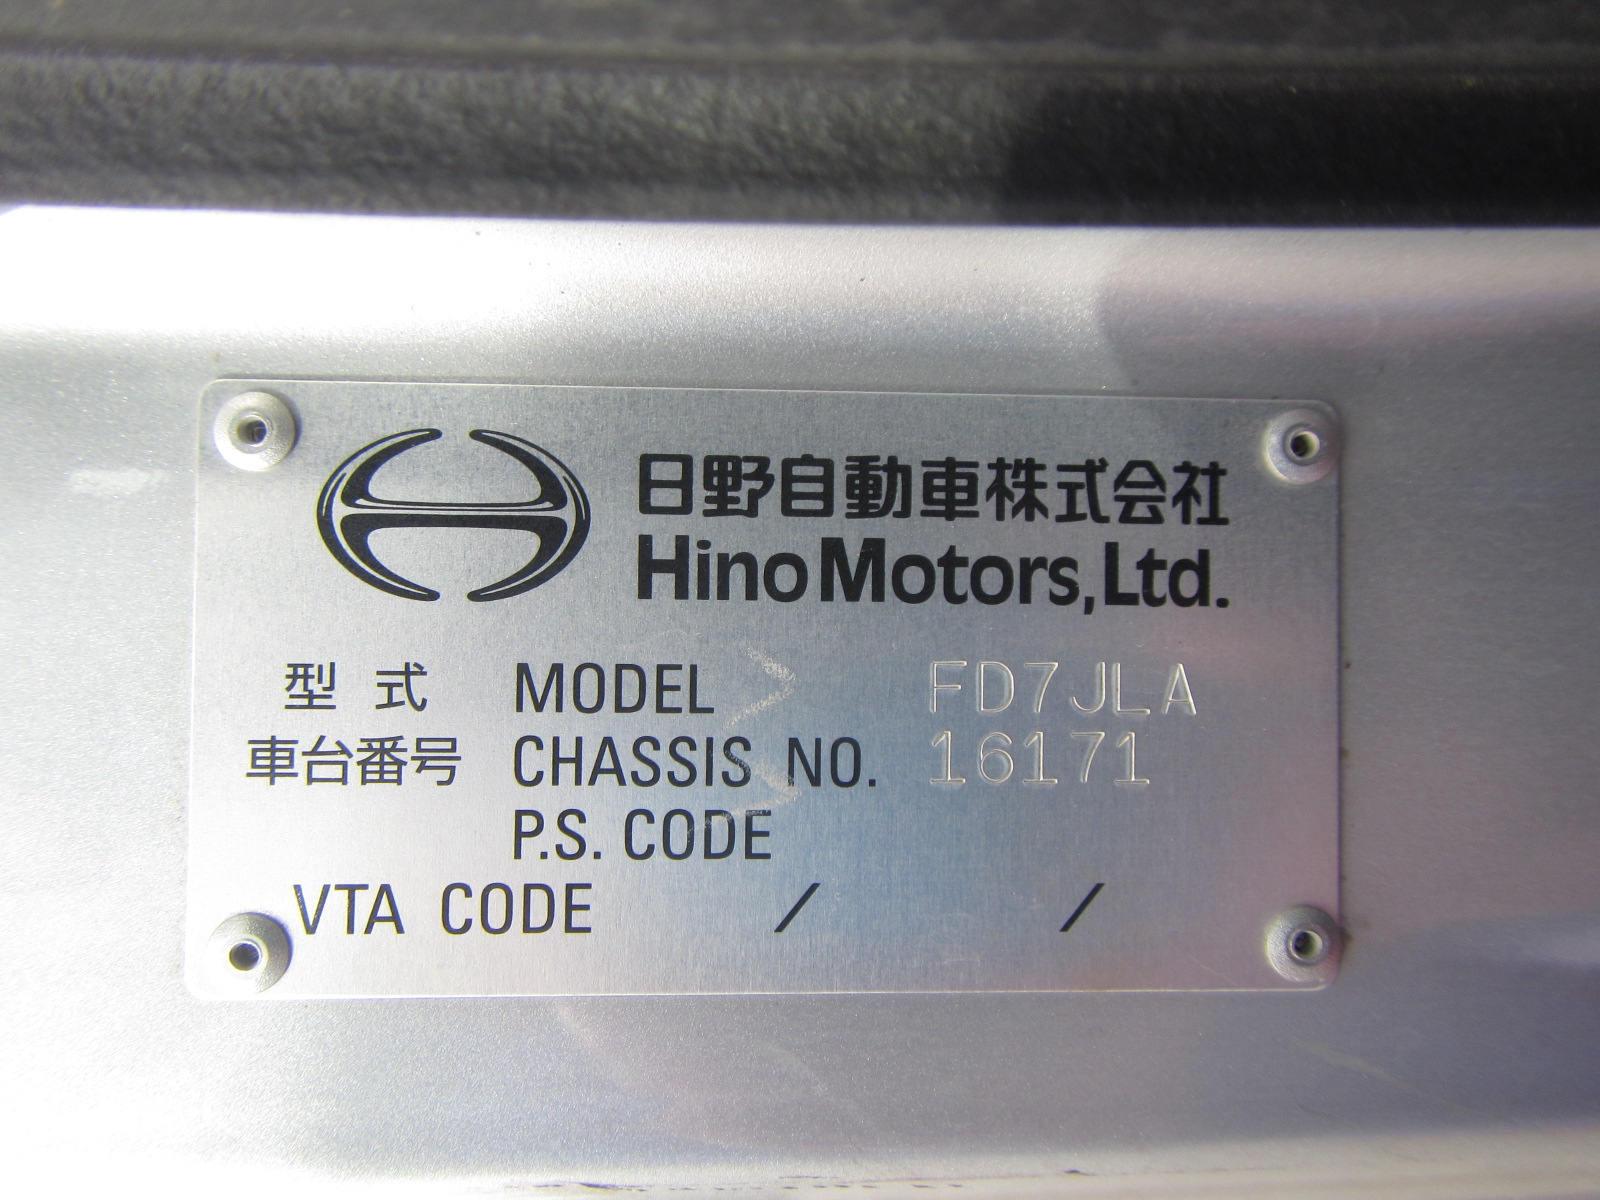 日野自動車株式会社
Hino Motors, Ltd.
型式 MODEL FD7JLA
車台番号 CHASSIS NO. 16171
P.S. CODE
VTA CODE / /